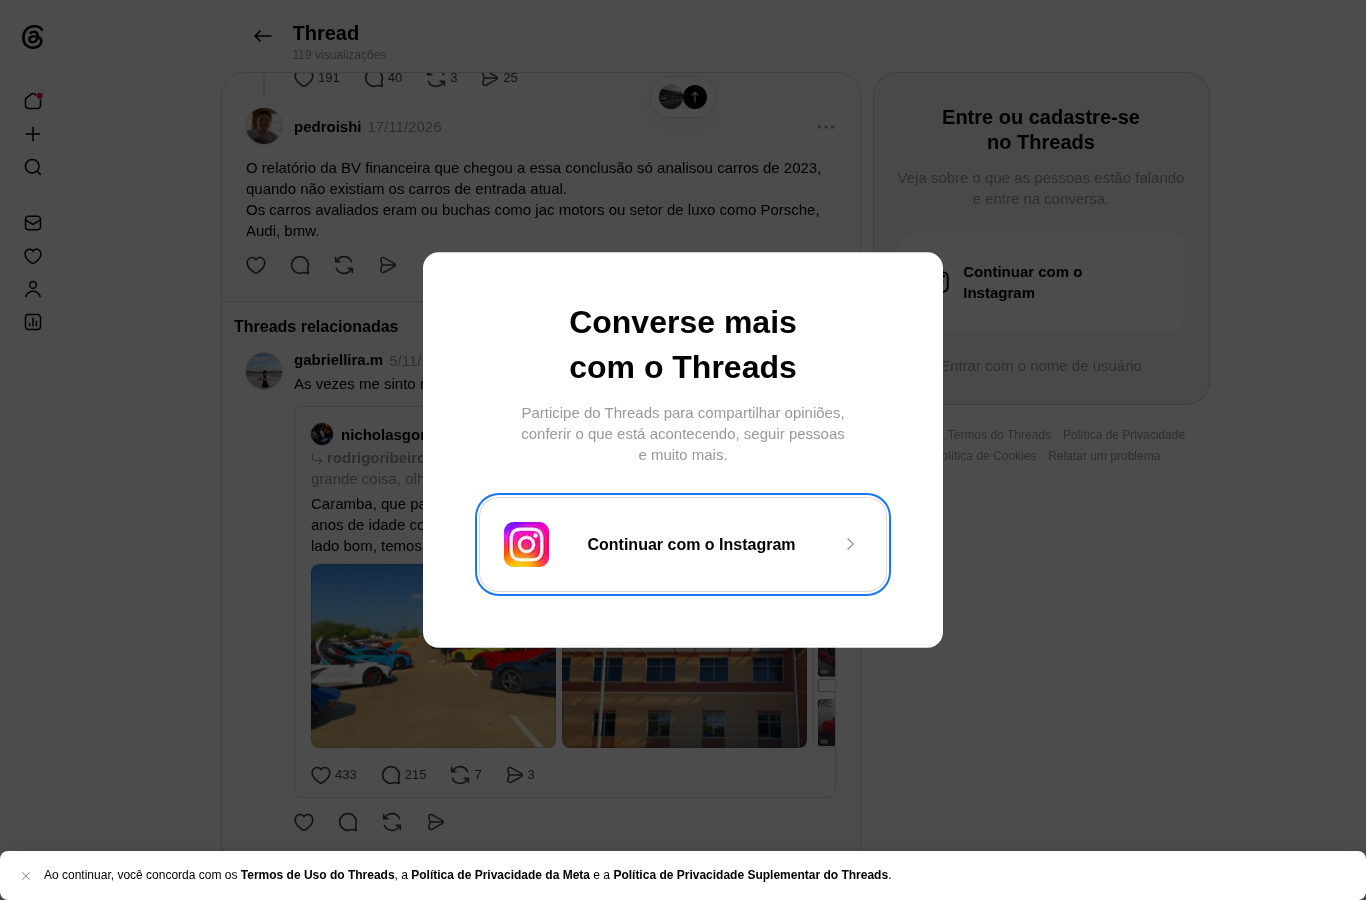 Thread
119 visualizações
191 40 3 25
pedroishi 17/11/2026
O relatório da BV financeira que chegou a essa conclusão só analisou carros de 2023,
quando não existiam os carros de entrada atual.
Os carros avaliados eram ou buchas como jac motors ou setor de luxo como Porsche,
Audi, bmw.
Threads relacionadas
gabriellira.m 5/11/
As vezes me sinto
nicholasgor
rodrigoribeiro
grande coisa, olh
Caramba, que pa
anos de idade co
lado bom, temos
433 215 7 3
Entre ou cadastre-se
no Threads
Veja sobre o que as pessoas estão falando
e entre na conversa.
Continuar com o
Instagram
Entrar com o nome de usuário
Termos do Threads Política de Privacidade
olítica de Cookies Relatar um problema
Converse mais
com o Threads
Participe do Threads para compartilhar opiniões,
conferir o que está acontecendo, seguir pessoas
e muito mais.
Continuar com o Instagram
Ao continuar, você concorda com os Termos de Uso do Threads, a Política de Privacidade da Meta e a Política de Privacidade Suplementar do Threads.